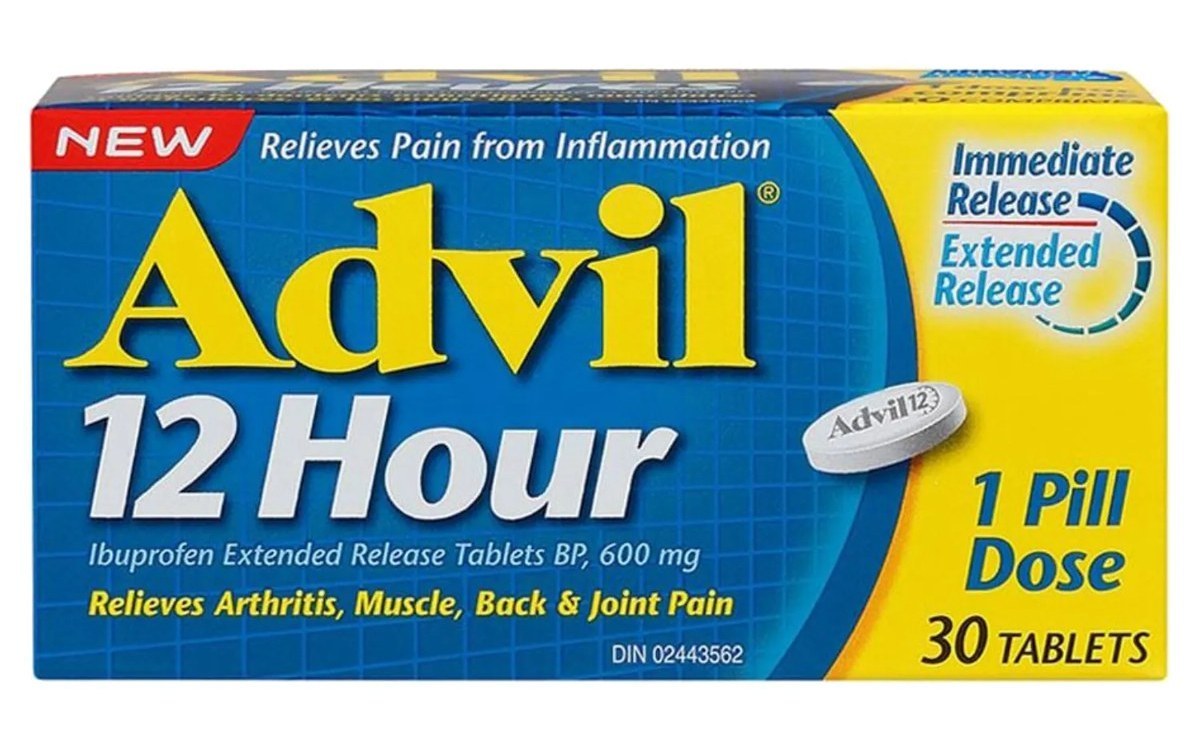 NEW
Relieves Pain from Inflammation
Advil®
12 Hour
Ibuprofen Extended Release Tablets BP, 600 mg
Relieves Arthritis, Muscle, Back & Joint Pain
DIN 02443562
Immediate
Release
Extended
Release
Advil 12
1 Pill
Dose
30 TABLETS